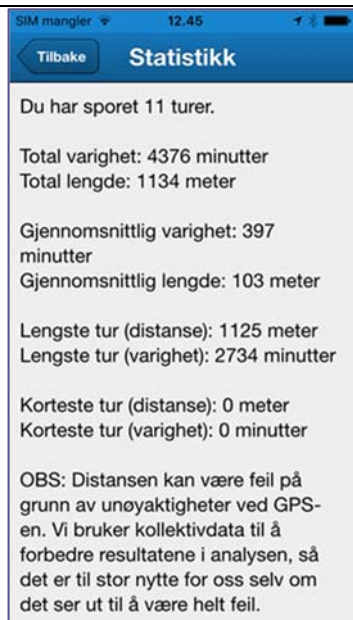 SIM mangler 12.45
Tilbake Statistikk
Du har sporet 11 turer.
Total varighet: 4376 minutter
Total lengde: 1134 meter
Gjennomsnittlig varighet: 397
minutter
Gjennomsnittlig lengde: 103 meter
Lengste tur (distanse): 1125 meter
Lengste tur (varighet): 2734 minutter
Korteste tur (distanse): 0 meter
Korteste tur (varighet): 0 minutter
OBS: Distansen kan være feil på
grunn av unøyaktigheter ved GPS-
en. Vi bruker kollektivdata til å
forbedre resultatene i analysen, så
det er til stor nytte for oss selv om
det ser ut til å være helt feil.